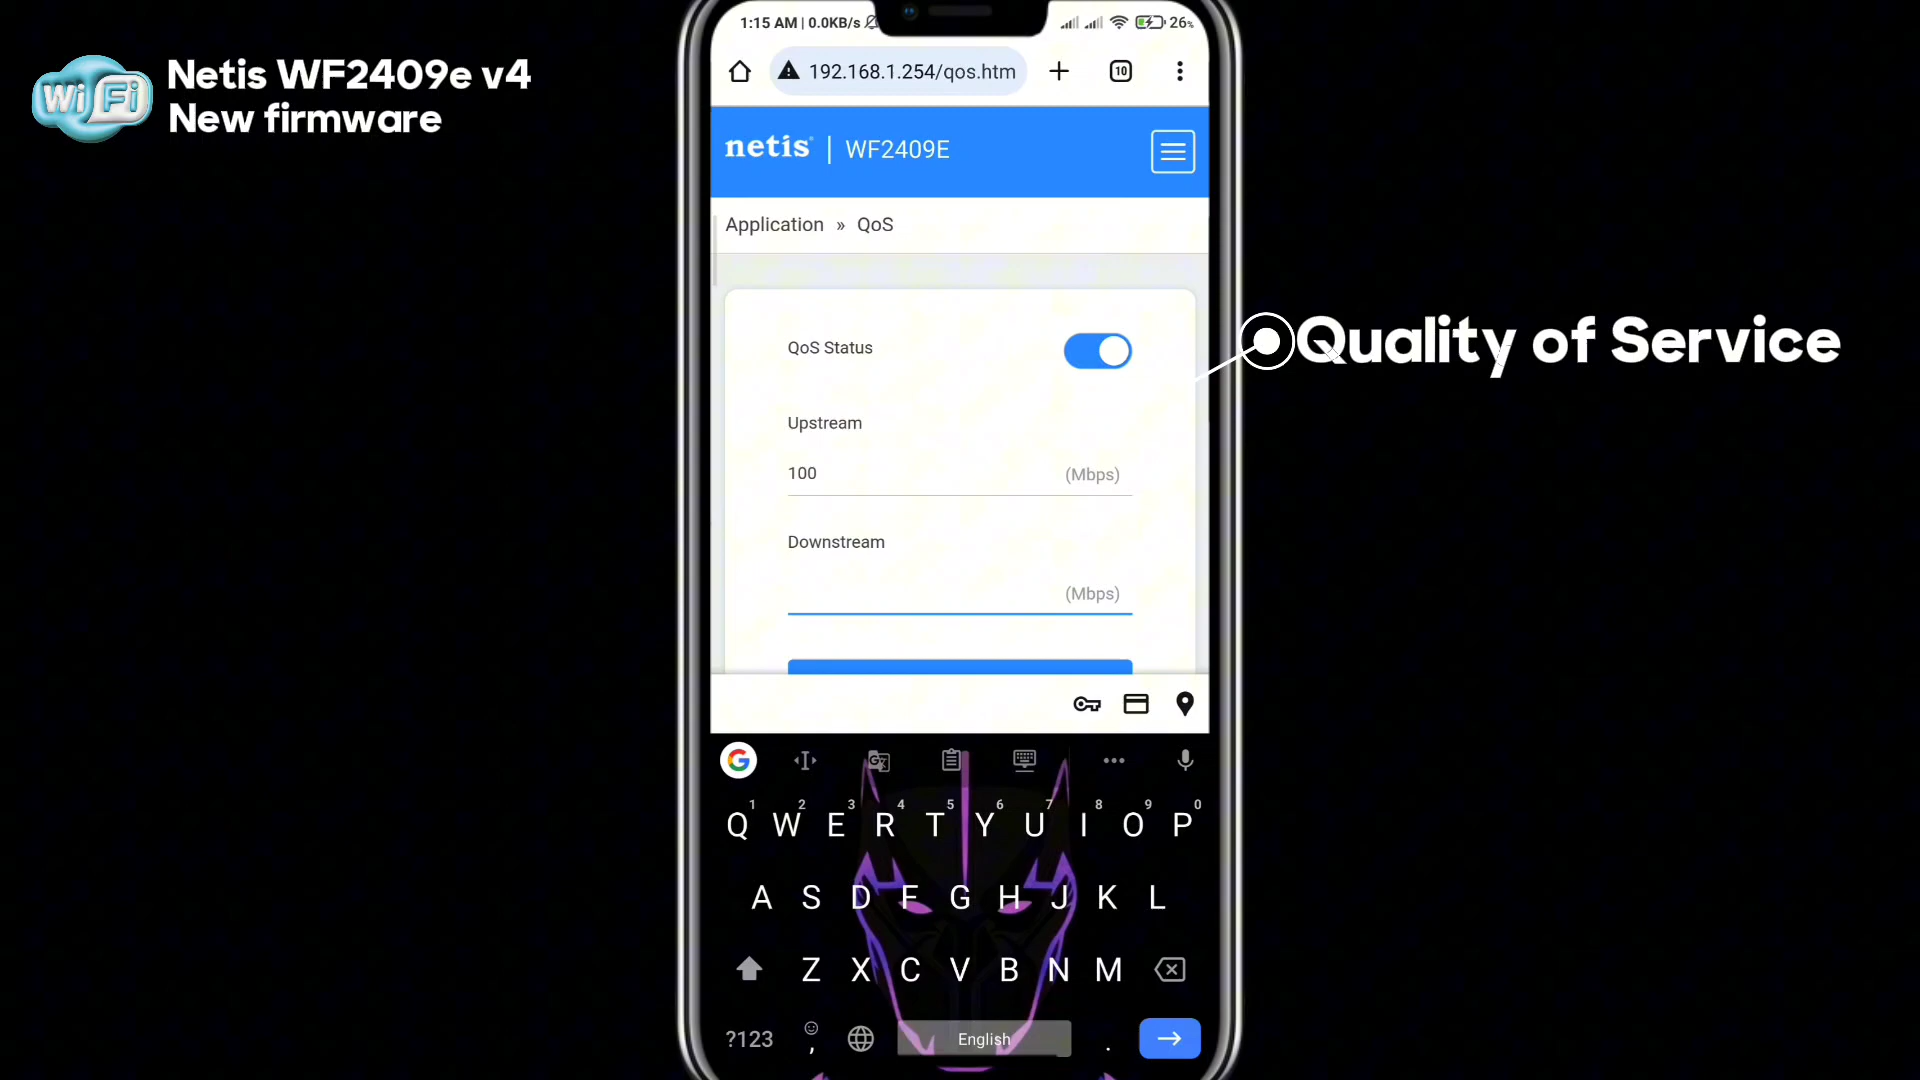 WiFi
Netis WF2409e v4
New firmware
1:15 AM | 0.0KB/s
26%
192.168.1.254/qos.htm
10
netis | WF2409E
Application » QoS
QoS Status
Quality of Service
Upstream
100 (Mbps)
Downstream
(Mbps)
G
1 2 3 4 5 6 7 8 9 0
Q W E R T Y U I O P
A S D F G H J K L
Z X C V B N M
?123 , English .